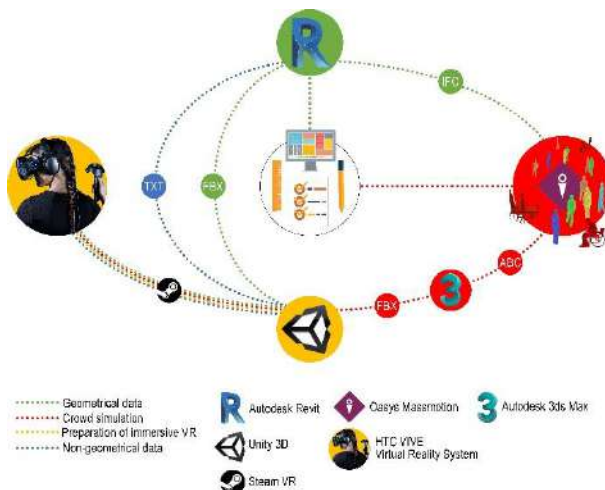 R
IFC
TXT
FBX
ABC
FBX
3
Geometrical data
Crowd simulation
Preparation of immersive VR
Non-geometrical data
R Autodesk Revit
Oasys Massmotion
3 Autodesk 3ds Max
Unity 3D
HTC VIVE
Virtual Reality System
Steam VR